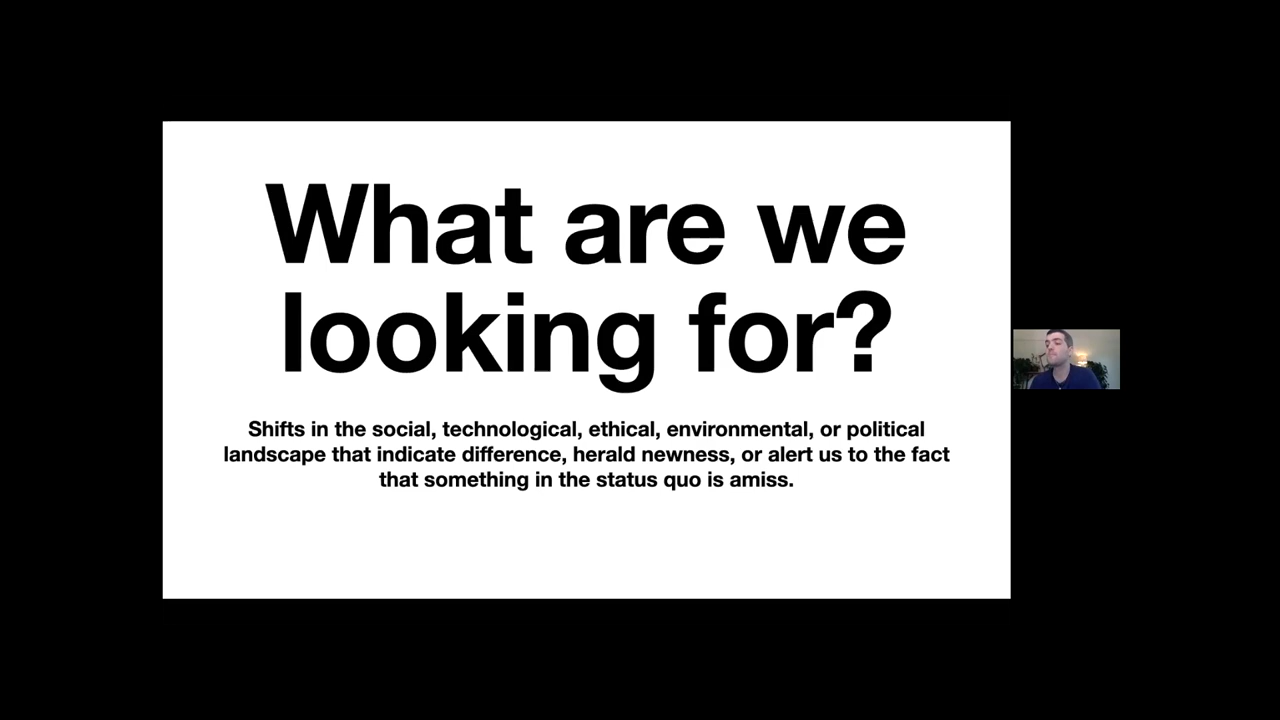 What are we
looking for?
Shifts in the social, technological, ethical, environmental, or political
landscape that indicate difference, herald newness, or alert us to the fact
that something in the status quo is amiss.